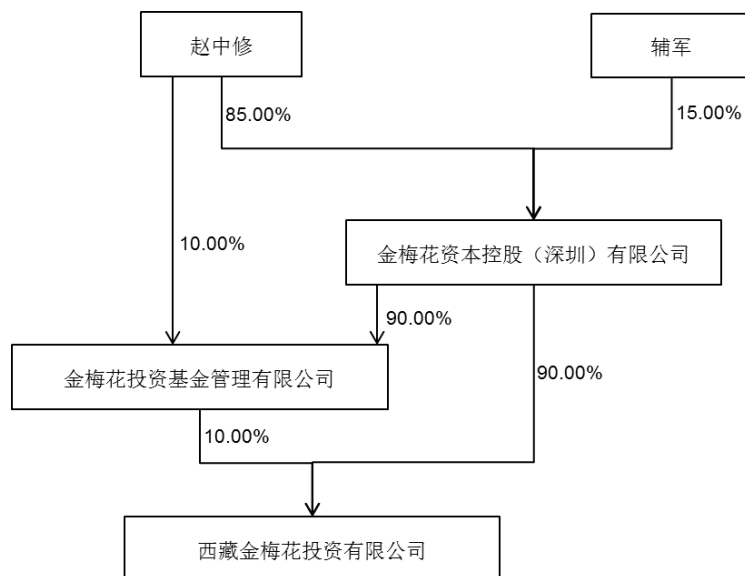 赵中修
辅军
85.00%
15.00%
10.00%
金梅花资本控股（深圳）有限公司
90.00%
金梅花投资基金管理有限公司
90.00%
10.00%
西藏金梅花投资有限公司